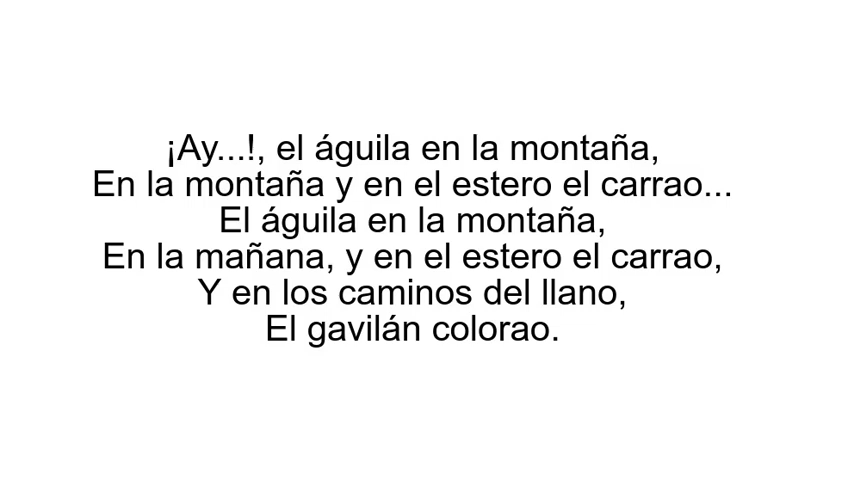 ¡Ay...!, el águila en la montaña,
En la montaña y en el estero el carrao...
El águila en la montaña,
En la mañana, y en el estero el carrao,
Y en los caminos del llano,
El gavilán colorao.